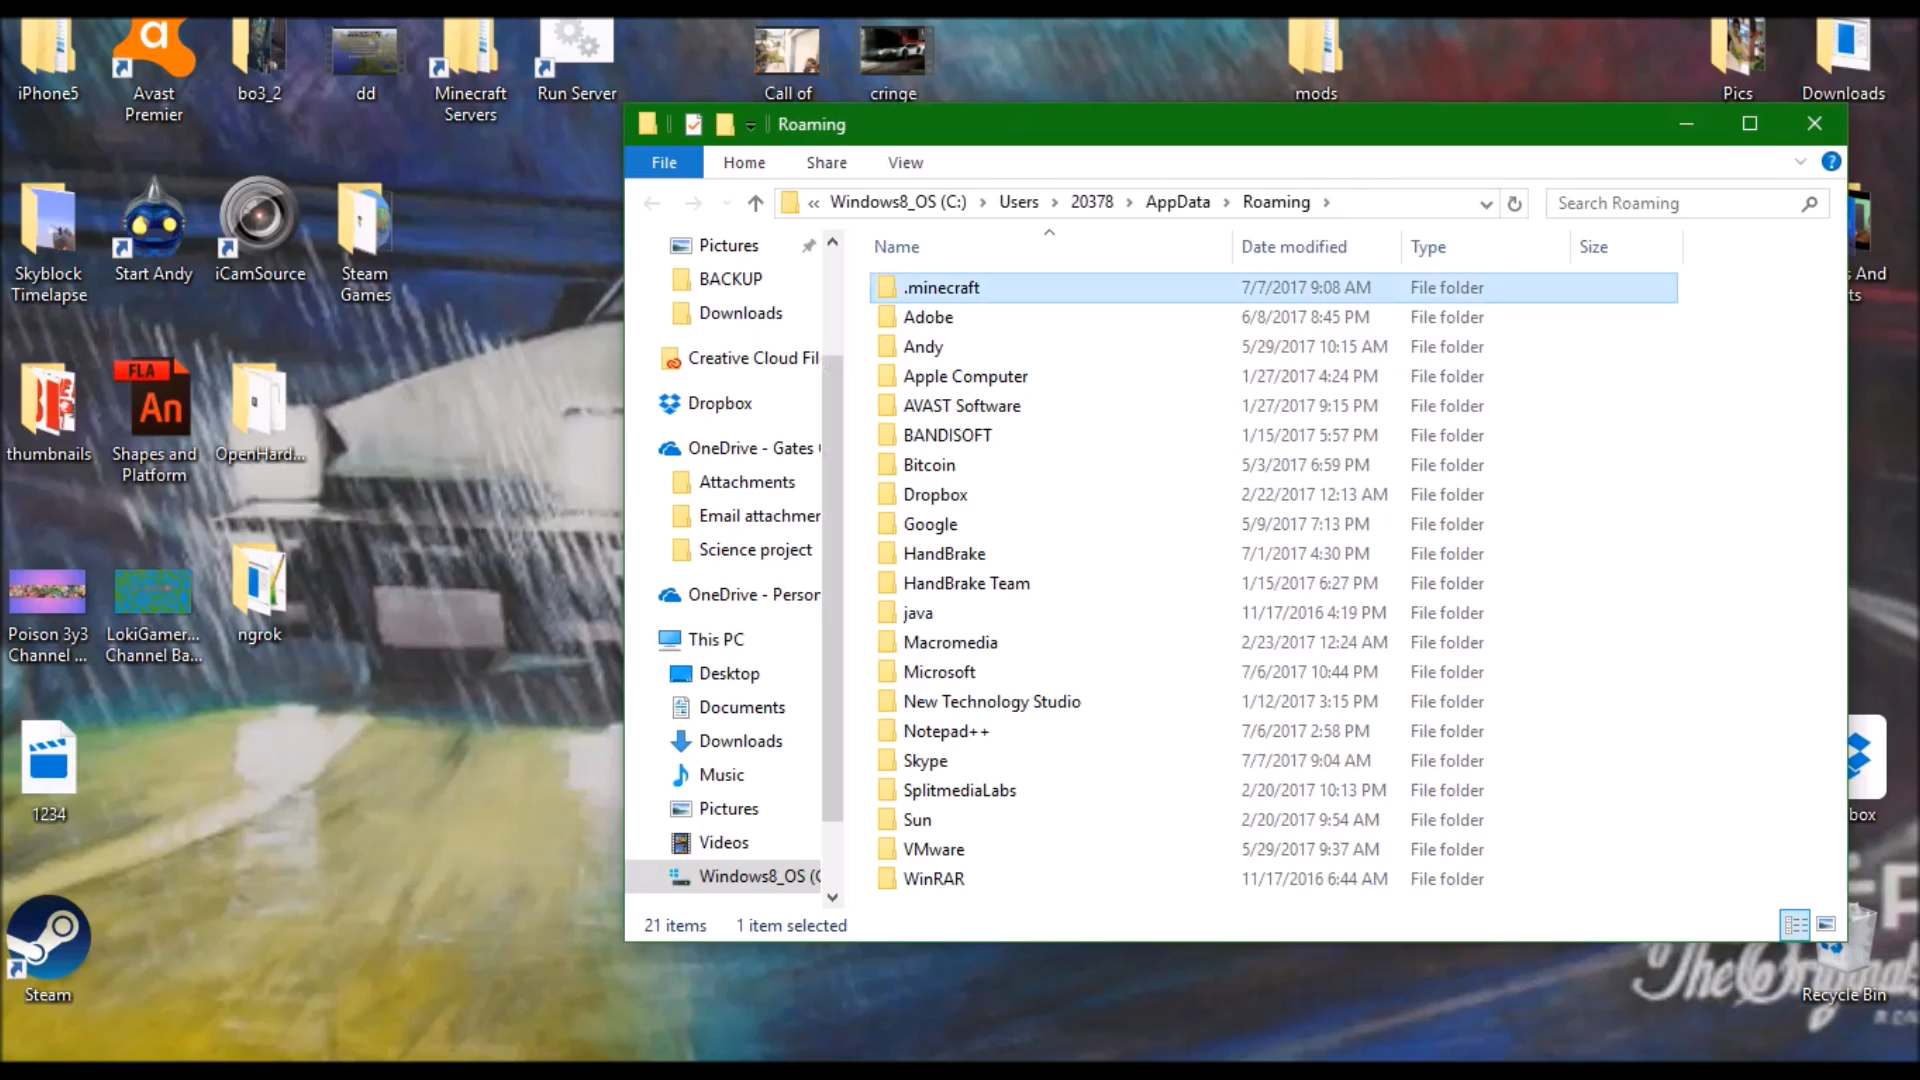 iPhone5
Avast
Premier
bo3_2
dd
Minecraft
Servers
Run Server
Call of
cringe
mods
Pics
Downloads
Skyblock
Timelapse
Start Andy
iCamSource
Steam
Games
s And
ts
thumbnails
FLA
An
Shapes and
Platform
OpenHard...
Poison 3y3
Channel ...
LokiGamer...
Channel Ba...
ngrok
1234
box
Steam
Recycle Bin
The Original
Roaming
File
Home
Share
View
« Windows8_OS (C:) › Users › 20378 › AppData › Roaming ›
Search Roaming
Pictures
BACKUP
Downloads
Creative Cloud Fil
Dropbox
OneDrive - Gates
Attachments
Email attachmer
Science project
OneDrive - Person
This PC
Desktop
Documents
Downloads
Music
Pictures
Videos
Windows8_OS (C
Name Date modified Type Size
.minecraft 7/7/2017 9:08 AM File folder
Adobe 6/8/2017 8:45 PM File folder
Andy 5/29/2017 10:15 AM File folder
Apple Computer 1/27/2017 4:24 PM File folder
AVAST Software 1/27/2017 9:15 PM File folder
BANDISOFT 1/15/2017 5:57 PM File folder
Bitcoin 5/3/2017 6:59 PM File folder
Dropbox 2/22/2017 12:13 AM File folder
Google 5/9/2017 7:13 PM File folder
HandBrake 7/1/2017 4:30 PM File folder
HandBrake Team 1/15/2017 6:27 PM File folder
java 11/17/2016 4:19 PM File folder
Macromedia 2/23/2017 12:24 AM File folder
Microsoft 7/6/2017 10:44 PM File folder
New Technology Studio 1/12/2017 3:15 PM File folder
Notepad++ 7/6/2017 2:58 PM File folder
Skype 7/7/2017 9:04 AM File folder
SplitmediaLabs 2/20/2017 10:13 PM File folder
Sun 2/20/2017 9:54 AM File folder
VMware 5/29/2017 9:37 AM File folder
WinRAR 11/17/2016 6:44 AM File folder
21 items 1 item selected